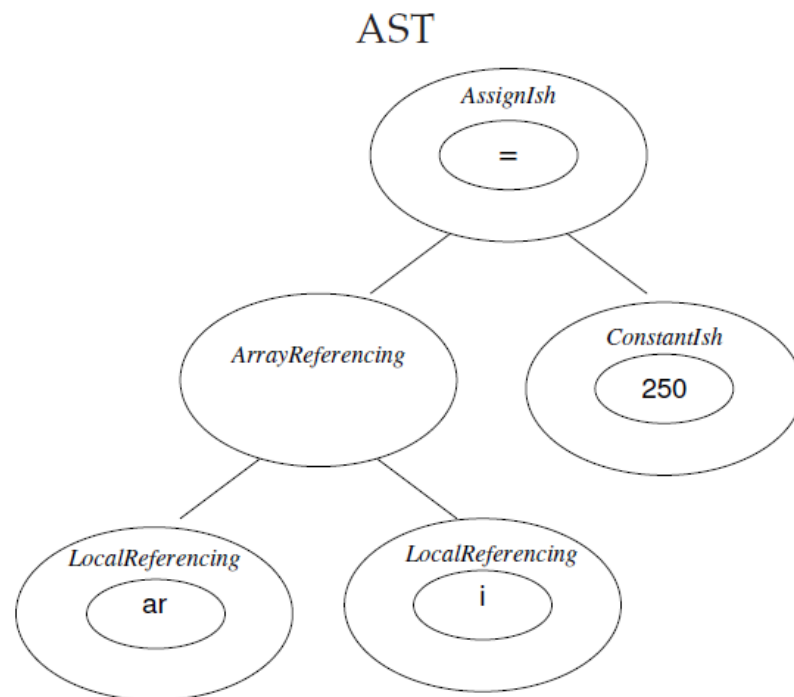 AST
AssignIsh
=
ArrayReferencing
ConstantIsh
250
LocalReferencing
ar
LocalReferencing
i